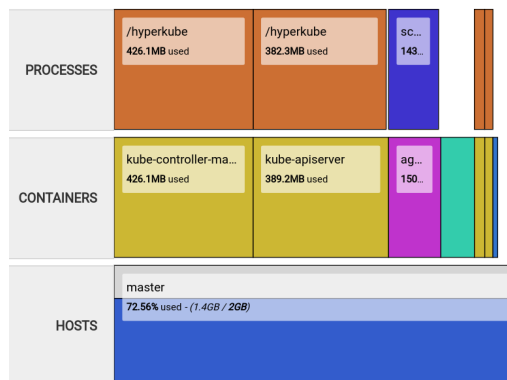 PROCESSES
/hyperkube
426.1MB used
/hyperkube
382.3MB used
sc...
143...
CONTAINERS
kube-controller-ma...
426.1MB used
kube-apiserver
389.2MB used
ag...
150...
HOSTS
master
72.56% used - (1.4GB / 2GB)